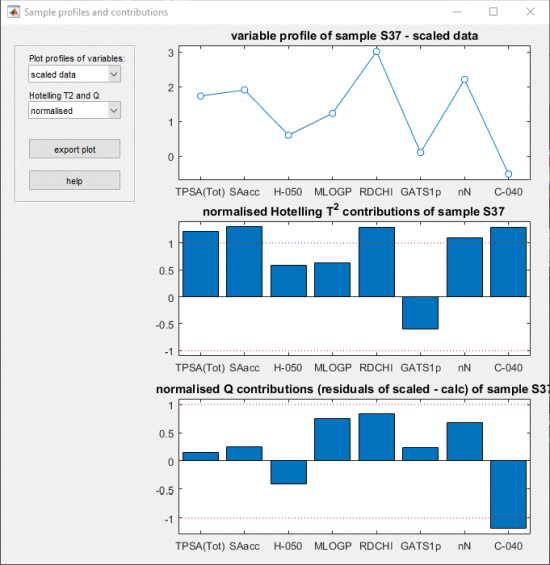 Sample profiles and contributions
Plot profiles of variables:
scaled data
Hotelling T2 and Q
normalised
export plot
help
variable profile of sample S37 - scaled data
3
2
1
0
TPSA(Tot) SAacc H-050 MLOGP RDCHI GATS1p nN C-040
normalised Hotelling T² contributions of sample S37
1
0.5
0
-0.5
-1
TPSA(Tot) SAacc H-050 MLOGP RDCHI GATS1p nN C-040
normalised Q contributions (residuals of scaled - calc) of sample S37
1
0.5
0
-0.5
-1
TPSA(Tot) SAacc H-050 MLOGP RDCHI GATS1p nN C-040